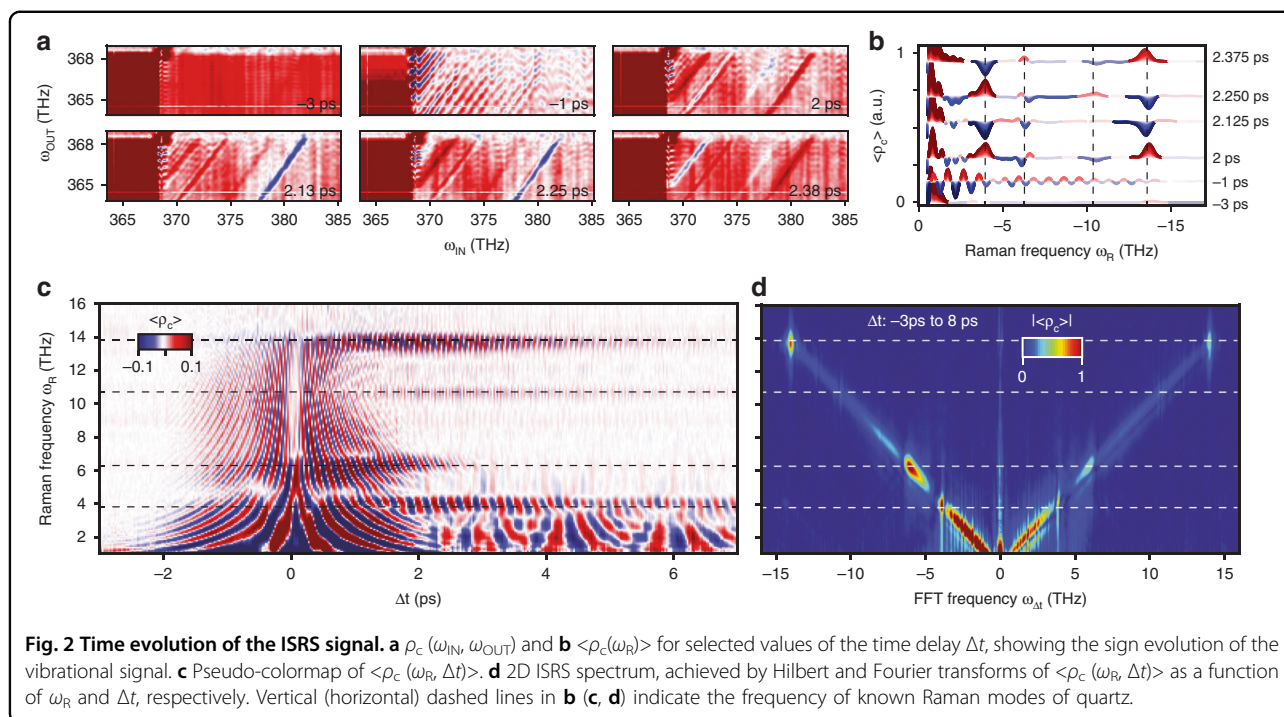 a
ω_OUT (THz)
368
365
−3 ps
−1 ps
2 ps
368
365
2.13 ps
2.25 ps
2.38 ps
365 370 375 380 385 365 370 375 380 385 365 370 375 380 385
ω_IN (THz)
b
<ρ_c> (a.u.)
1
0
2.375 ps
2.250 ps
2.125 ps
2 ps
−1 ps
−3 ps
0 −5 −10 −15
Raman frequency ω_R (THz)
c
Raman frequency ω_R (THz)
16
14
12
10
8
6
4
2
<ρ_c>
−0.1 0.1
−2 0 2 4 6
Δt (ps)
d
Δt: −3ps to 8 ps
|<ρ_c>|
0 1
−15 −10 −5 0 5 10 15
FFT frequency ω_Δt (THz)
Fig. 2 Time evolution of the ISRS signal. a ρ_c (ω_IN, ω_OUT) and b <ρ_c(ω_R)> for selected values of the time delay Δt, showing the sign evolution of the
vibrational signal. c Pseudo-colormap of <ρ_c (ω_R, Δt)>. d 2D ISRS spectrum, achieved by Hilbert and Fourier transforms of <ρ_c (ω_R, Δt)> as a function
of ω_R and Δt, respectively. Vertical (horizontal) dashed lines in b (c, d) indicate the frequency of known Raman modes of quartz.